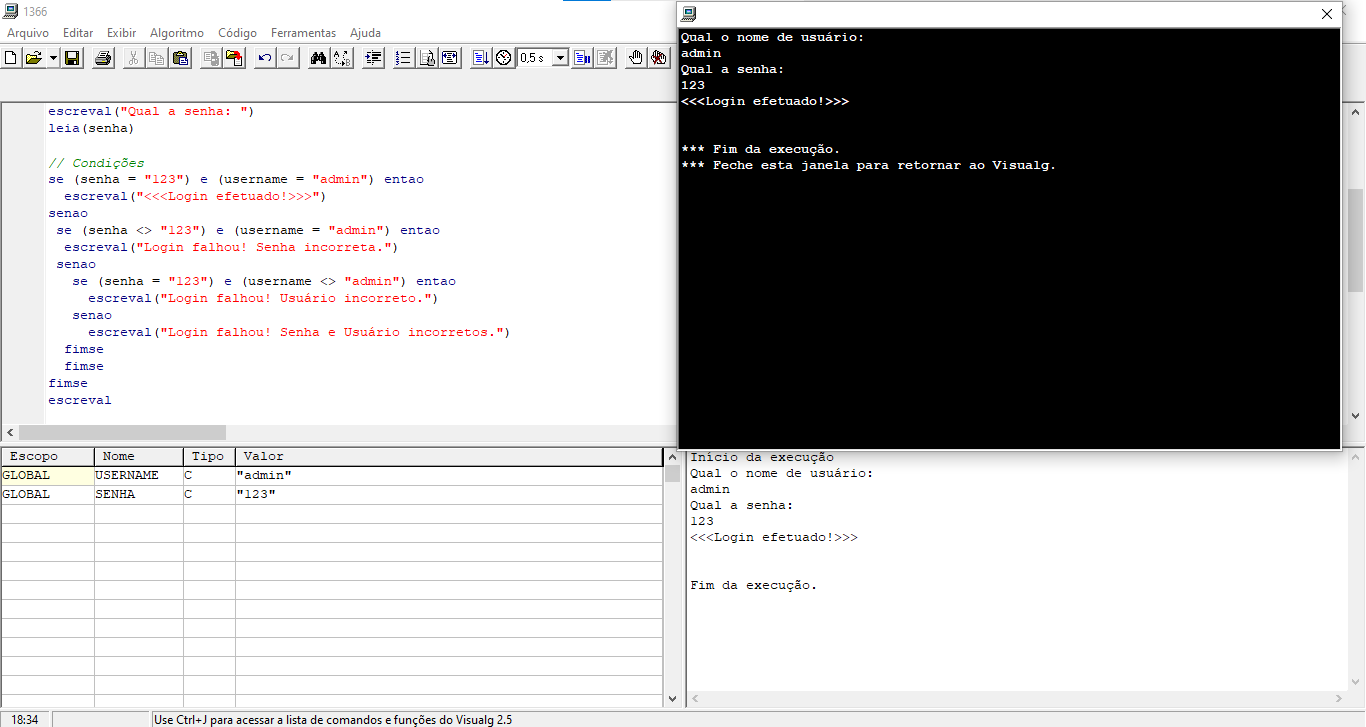 1366
Arquivo Editar Exibir Algoritmo Código Ferramentas Ajuda
0,5 s
escreval("Qual a senha: ")
leia(senha)
// Condições
se (senha = "123") e (username = "admin") entao
escreval("<<<Login efetuado!>>>")
senao
se (senha <> "123") e (username = "admin") entao
escreval("Login falhou! Senha incorreta.")
senao
se (senha = "123") e (username <> "admin") entao
escreval("Login falhou! Usuário incorreto.")
senao
escreval("Login falhou! Senha e Usuário incorretos.")
fimse
fimse
fimse
escreval
Qual o nome de usuário:
admin
Qual a senha:
123
<<<Login efetuado!>>>
*** Fim da execução.
*** Feche esta janela para retornar ao Visualg.
Escopo Nome Tipo Valor
GLOBAL USERNAME C "admin"
GLOBAL SENHA C "123"
Início da execução
Qual o nome de usuário:
admin
Qual a senha:
123
<<<Login efetuado!>>>
Fim da execução.
18:34 Use Ctrl+J para acessar a lista de comandos e funções do Visualg 2.5